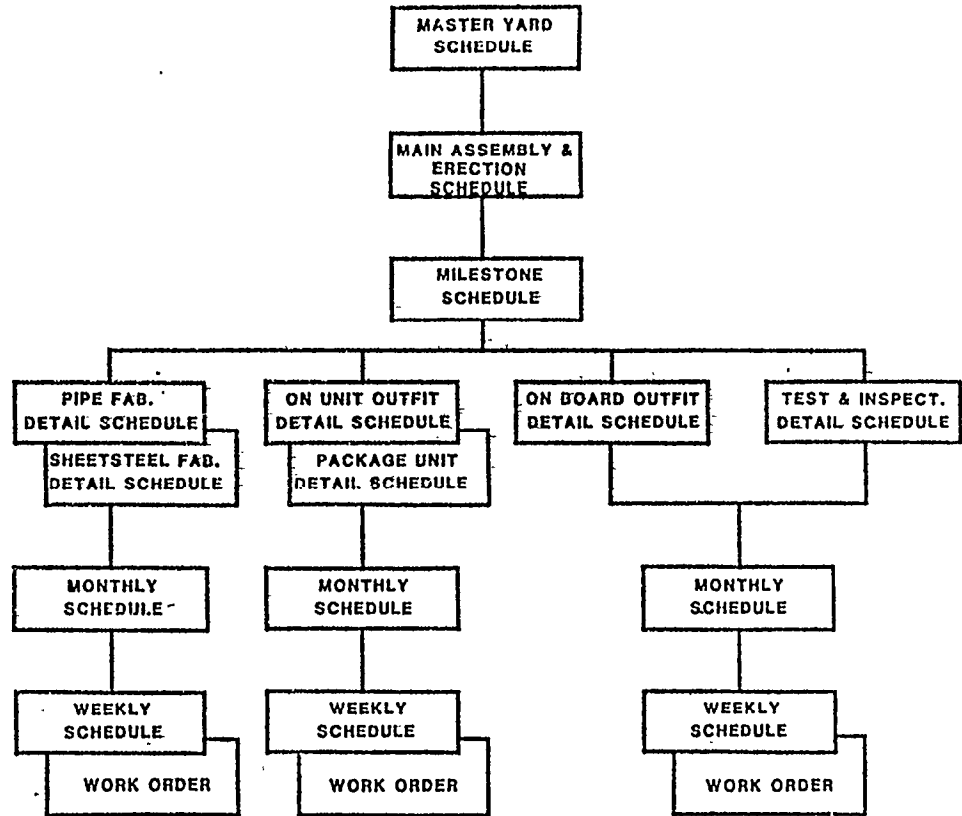 MASTER YARD
SCHEDULE
MAIN ASSEMBLY &
ERECTION
SCHEDULE
MILESTONE
SCHEDULE
PIPE FAB.
DETAIL SCHEDULE
SHEETSTEEL FAB.
DETAIL SCHEDULE
ON UNIT OUTFIT
DETAIL SCHEDULE
PACKAGE UNIT
DETAIL SCHEDULE
ON BOARD OUTFIT
DETAIL SCHEDULE
TEST & INSPECT.
DETAIL SCHEDULE
MONTHLY
SCHEDULE
MONTHLY
SCHEDULE
MONTHLY
SCHEDULE
WEEKLY
SCHEDULE
WORK ORDER
WEEKLY
SCHEDULE
WORK ORDER
WEEKLY
SCHEDULE
WORK ORDER